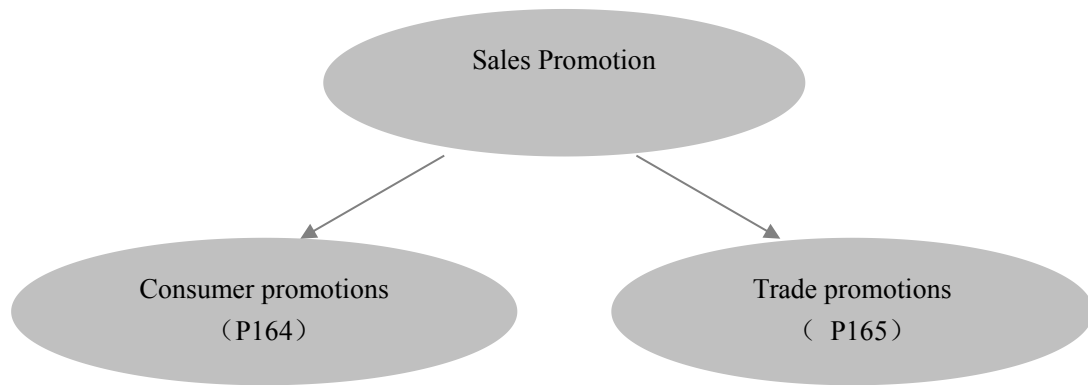 Sales Promotion
Consumer promotions
（P164）
Trade promotions
（ P165）